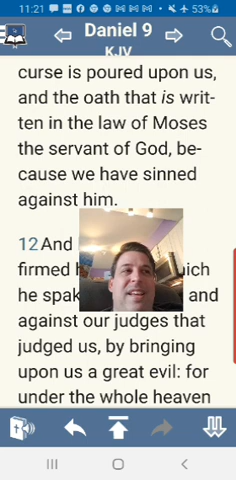 11:21
53%
Daniel 9
KJV
curse is poured upon us,
and the oath that is writ-
ten in the law of Moses
the servant of God, be-
cause we have sinned
against him.
12 And
firmed h ich
he spak and
against our judges that
judged us, by bringing
upon us a great evil: for
under the whole heaven